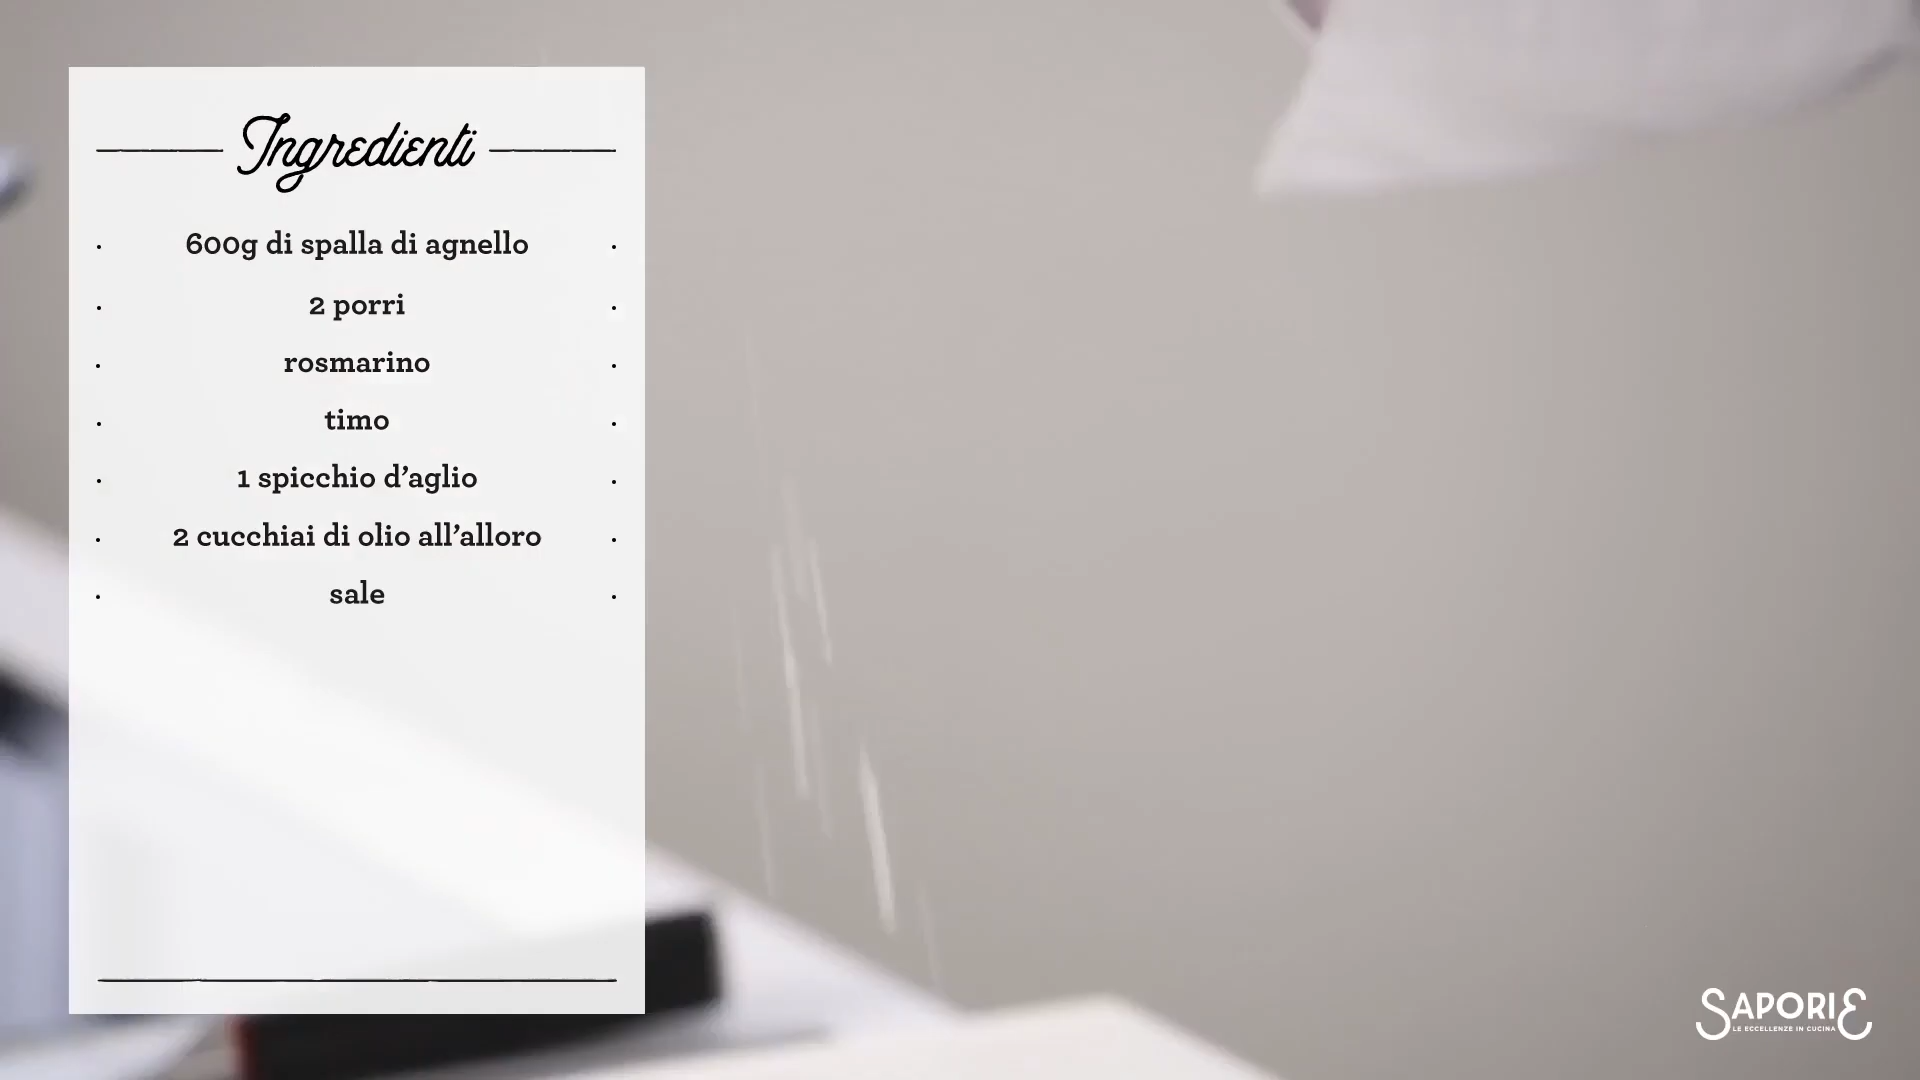 Ingredienti
600g di spalla di agnello
2 porri
rosmarino
timo
1 spicchio d’aglio
2 cucchiai di olio all’alloro
sale
SAPORIE
LE ECCELLENZE IN CUCINA